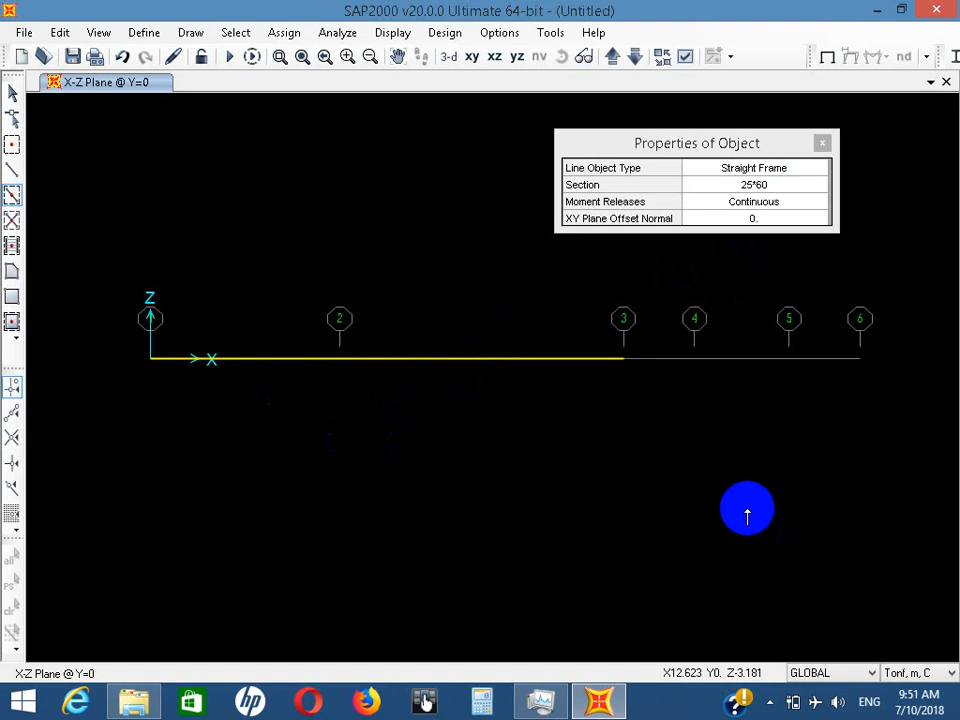 SAP2000 v20.0.0 Ultimate 64-bit - (Untitled)
File Edit View Define Draw Select Assign Analyze Display Design Options Tools Help
3-d xy xz yz nv nd
X-Z Plane @ Y=0
Properties of Object
Line Object Type Straight Frame
Section 25*60
Moment Releases Continuous
XY Plane Offset Normal 0.
Z
2 3 4 5 6
X
all
ps
clr
X-Z Plane @ Y=0 X12.623 Y0. Z-3.181 GLOBAL Tonf, m, C
ENG 9:51 AM
7/10/2018